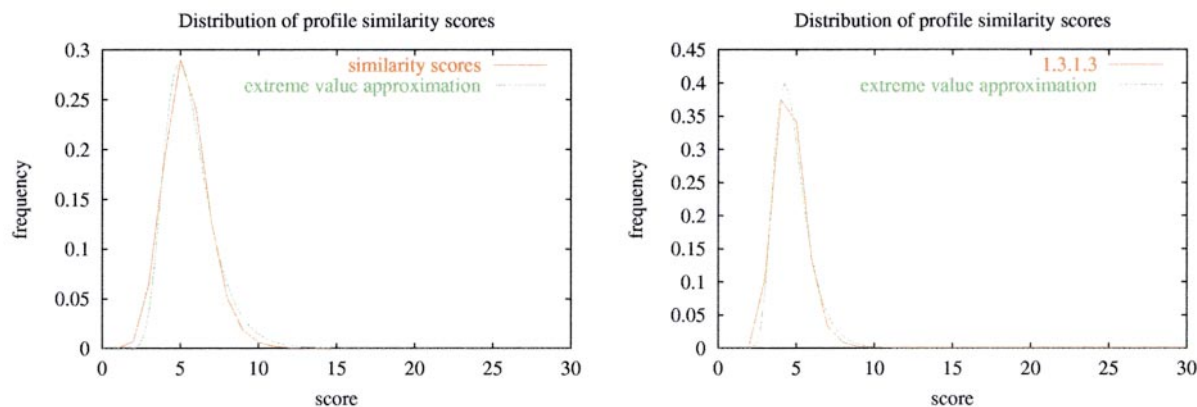 Distribution of profile similarity scores
0.3
0.25
0.2
0.15
0.1
0.05
0
frequency
similarity scores
extreme value approximation
0 5 10 15 20 25 30
score
Distribution of profile similarity scores
0.45
0.4
0.35
0.3
0.25
0.2
0.15
0.1
0.05
0
frequency
1.3.1.3
extreme value approximation
0 5 10 15 20 25 30
score